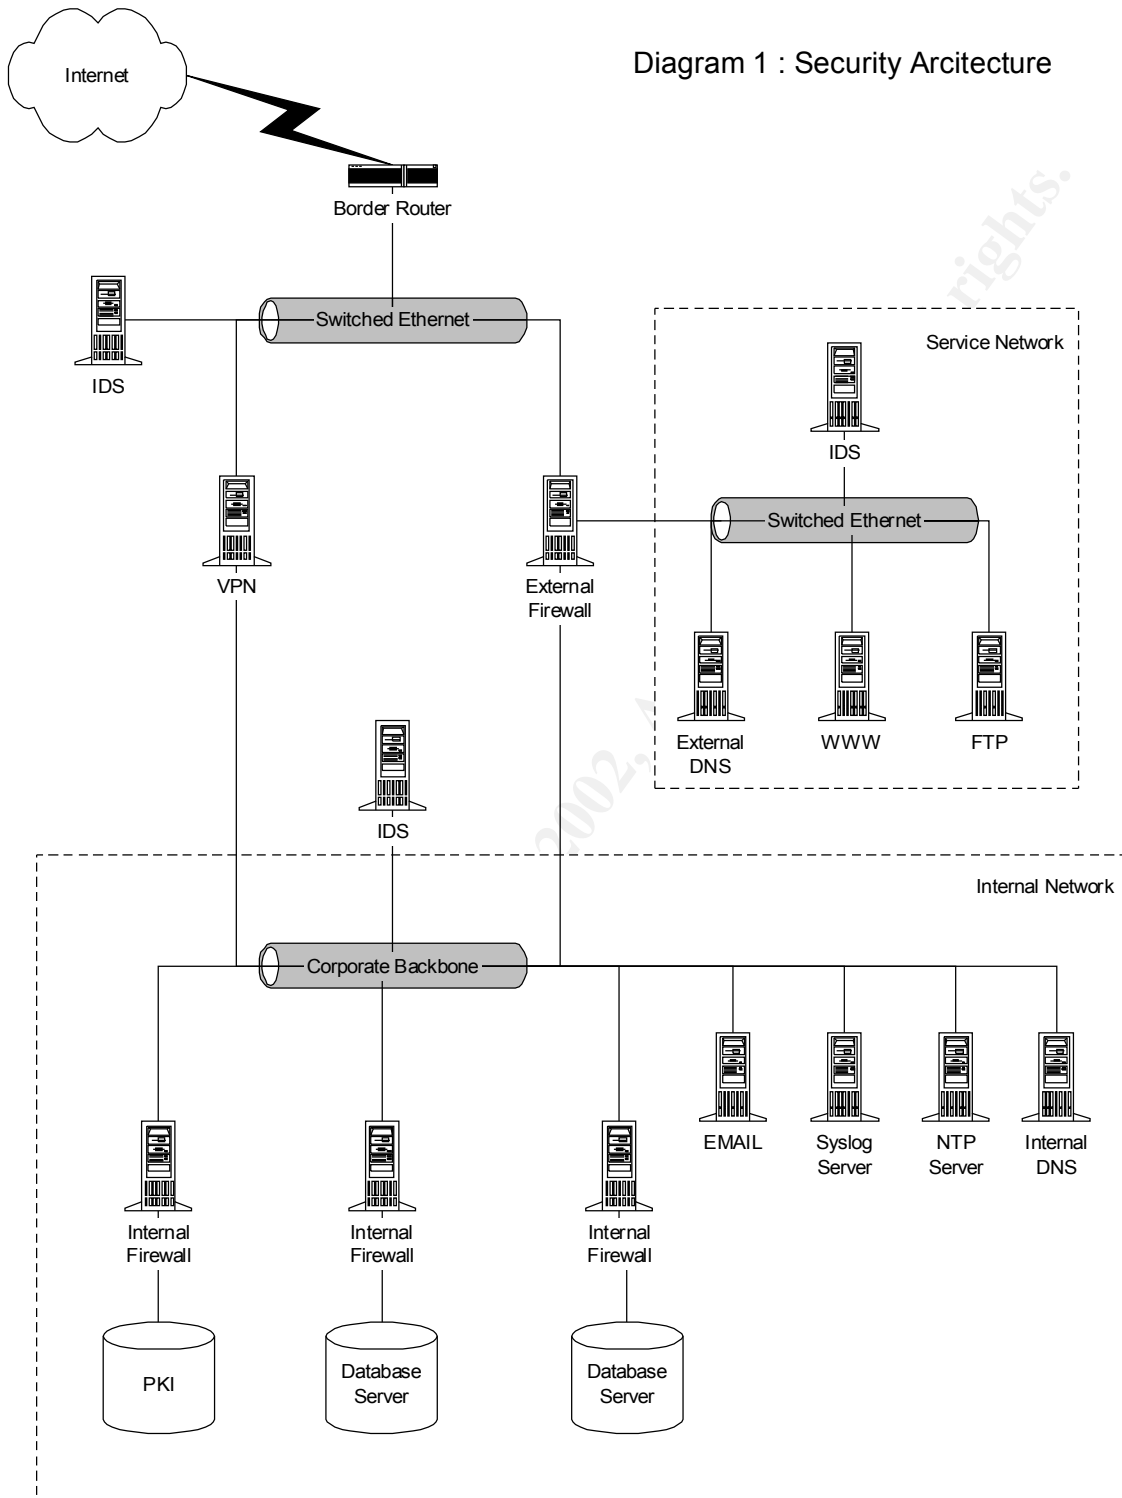 Diagram 1 : Security Arcitecture
Internet
Border Router
Switched Ethernet
IDS
Service Network
IDS
Switched Ethernet
VPN
External
Firewall
External
DNS
WWW
FTP
IDS
Internal Network
Corporate Backbone
EMAIL
Syslog
Server
NTP
Server
Internal
DNS
Internal
Firewall
Internal
Firewall
Internal
Firewall
PKI
Database
Server
Database
Server
2002, A
rights.